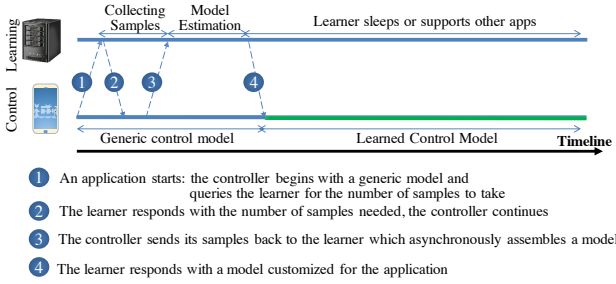 Collecting Samples
Model Estimation
Learner sleeps or supports other apps
Learning
1
2
3
4
Control
Generic control model
Learned Control Model
Timeline
1 An application starts: the controller begins with a generic model and
queries the learner for the number of samples to take
2 The learner responds with the number of samples needed, the controller continues
3 The controller sends its samples back to the learner which asynchronously assembles a model
4 The learner responds with a model customized for the application